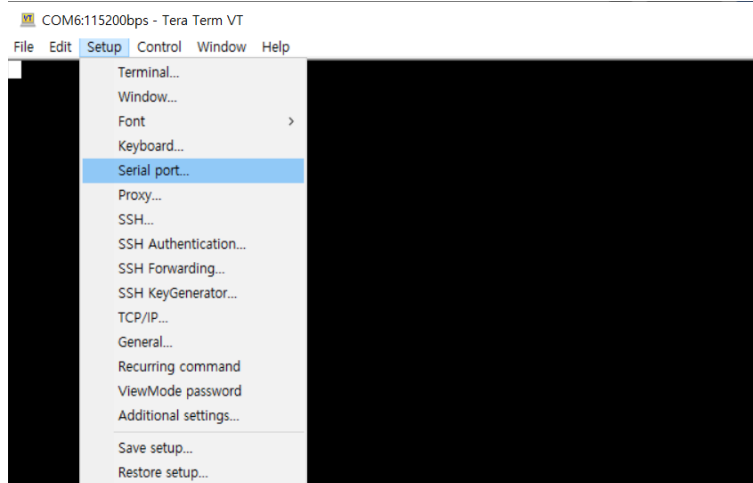 COM6:115200bps - Tera Term VT
File Edit Setup Control Window Help
Terminal...
Window...
Font
Keyboard...
Serial port...
Proxy...
SSH...
SSH Authentication...
SSH Forwarding...
SSH KeyGenerator...
TCP/IP...
General...
Recurring command
ViewMode password
Additional settings...
Save setup...
Restore setup...